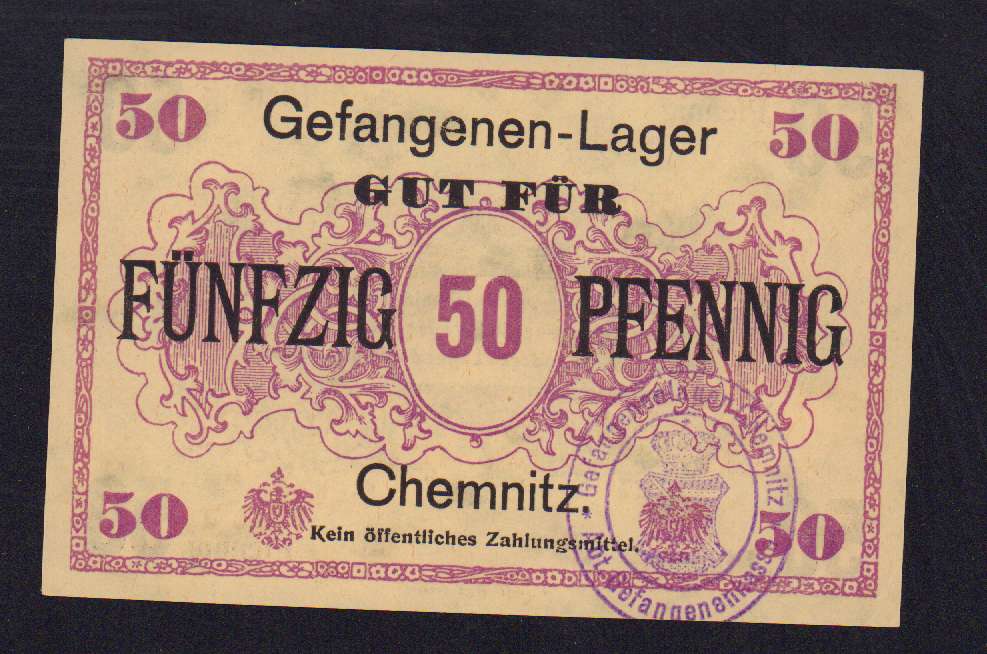 50 Gefangenen-Lager 50
GUT FÜR
FÜNFZIG 50 PFENNIG
Chemnitz.
50 Kein öffentliches Zahlungsmittel. 50